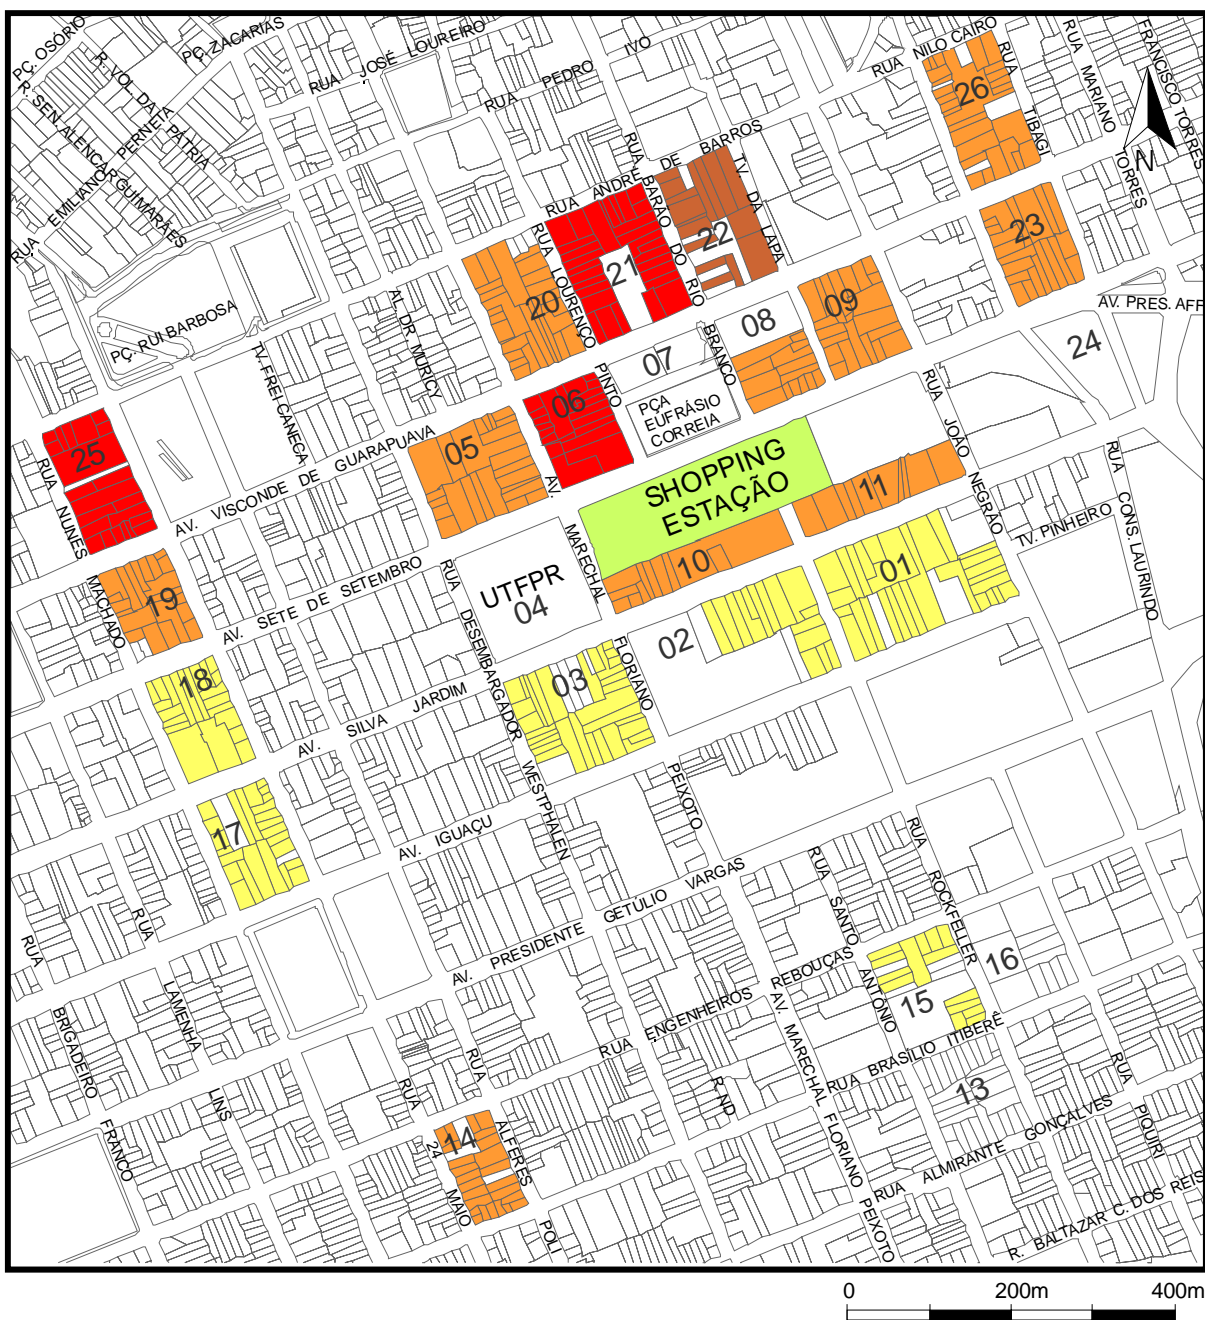 PÇ. OSÓRIO
PÇ. ZACARIAS
R. VOL. DA PÁTRIA
RUA JOSÉ LOUREIRO
IVO
RUA PEDRO
RUA NILO CAIRO
RUA
TIBAGI
RUA MARIANO
TORRES
FRANCISCO TORRES
N
R. SEN ALENCAR GUIMARÃES
RUA EMILIANO PERNETA
26
RUA ANDRÉ DE BARROS
RUA
BARÃO
DO
RIO
BRANCO
TV. DA LAPA
22
23
21
RUA
LOURENÇO
PINTO
20
09
08
07
AV. PRES. AFF
24
PÇ. RUI BARBOSA
AL. DR. MURICY
TV. FREI CANECA
06
PÇA
EUFRÁSIO
CORREIA
RUA JOÃO NEGRÃO
AV. VISCONDE DE GUARAPUAVA
05
25
RUA NUNES
MACHADO
SHOPPING
ESTAÇÃO
11
10
AV.
MARECHAL
FLORIANO
PEIXOTO
RUA
CONS. LAURINDO
TV. PINHEIRO
01
UTFPR
04
AV. SETE DE SETEMBRO
RUA
DESEMBARGADOR
WESTPHALEN
19
02
03
18
AV. SILVA JARDIM
17
AV. IGUAÇU
RUA
SANTO
ANTÔNIO
RUA
ROCKFELLER
AV. PRESIDENTE GETÚLIO VARGAS
16
15
RUA
RUA
LAMENHA
LINS
BRIGADEIRO
FRANCO
RUA ENGENHEIROS REBOUÇAS
AV. MARECHAL FLORIANO
PEIXOTO
RUA BRASÍLIO ITIBERÊ
13
RUA
PIQUIRI
RUA
24
MAIO
RUA
ALFERES
POLI
14
R. ND
RUA ALMIRANTE GONÇALVES
R. BALTAZAR C. DOS REIS
0 200m 400m